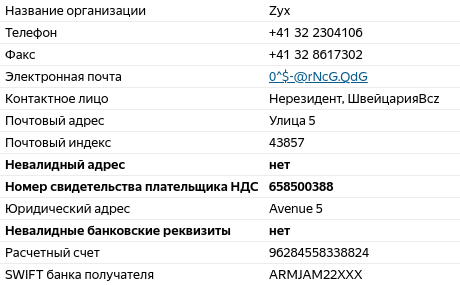 Название организации Zyx
Телефон +41 32 2304106
Факс +41 32 8617302
Электронная почта 0^$-@rNcG.QdG
Контактное лицо Нерезидент, ШвейцарияBcz
Почтовый адрес Улица 5
Почтовый индекс 43857
Невалидный адрес нет
Номер свидетельства плательщика НДС 658500388
Юридический адрес Avenue 5
Невалидные банковские реквизиты нет
Расчетный счет 96284558338824
SWIFT банка получателя ARMJAM22XXX